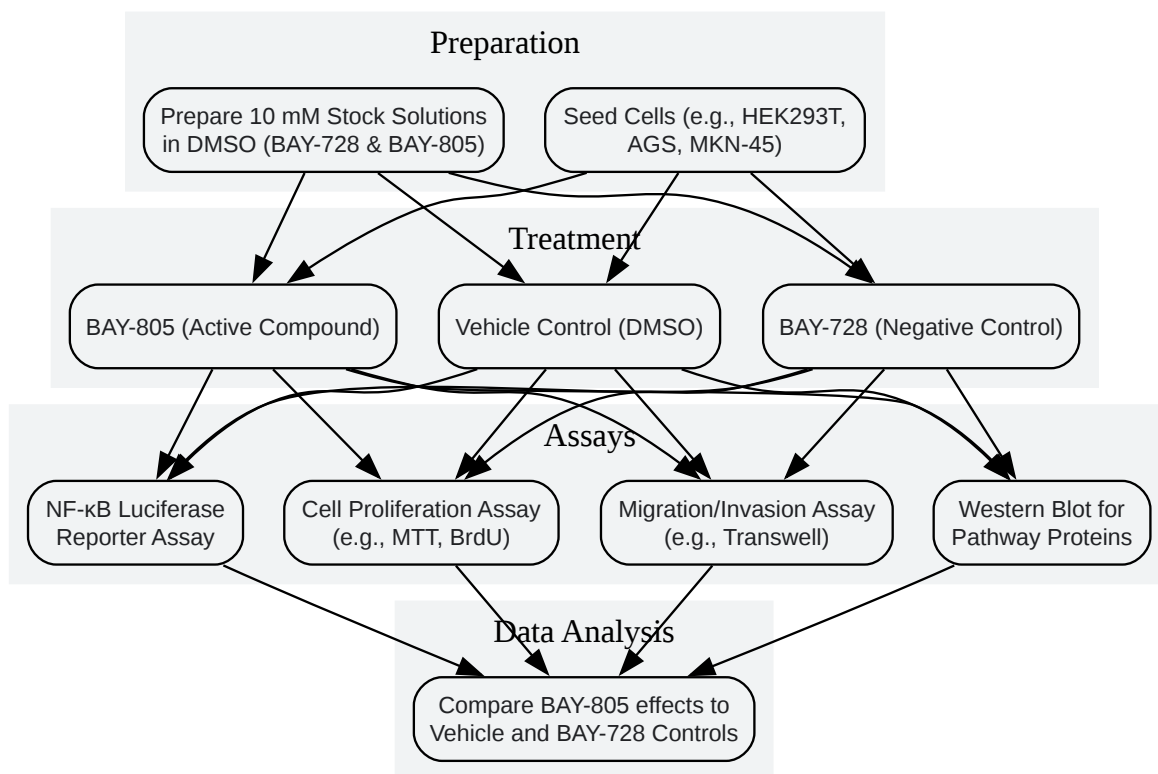 Preparation
Prepare 10 mM Stock Solutions
in DMSO (BAY-728 & BAY-805)
Seed Cells (e.g., HEK293T,
AGS, MKN-45)
Treatment
BAY-805 (Active Compound)
Vehicle Control (DMSO)
BAY-728 (Negative Control)
Assays
NF-κB Luciferase
Reporter Assay
Cell Proliferation Assay
(e.g., MTT, BrdU)
Migration/Invasion Assay
(e.g., Transwell)
Western Blot for
Pathway Proteins
Data Analysis
Compare BAY-805 effects to
Vehicle and BAY-728 Controls